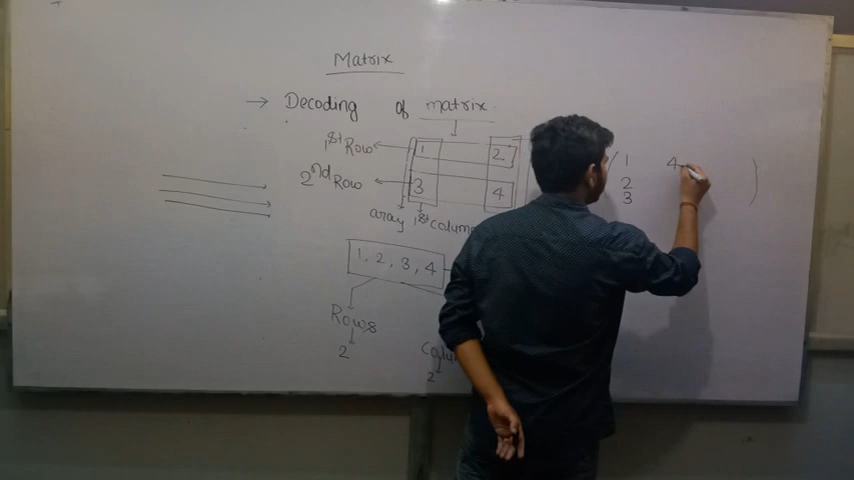 Matrix
→ Decoding of matrix.
1st Row 1 2
2nd Row 3 4
array 1st Column
1, 2, 3, 4
Rows
2
2
1 4
2
3